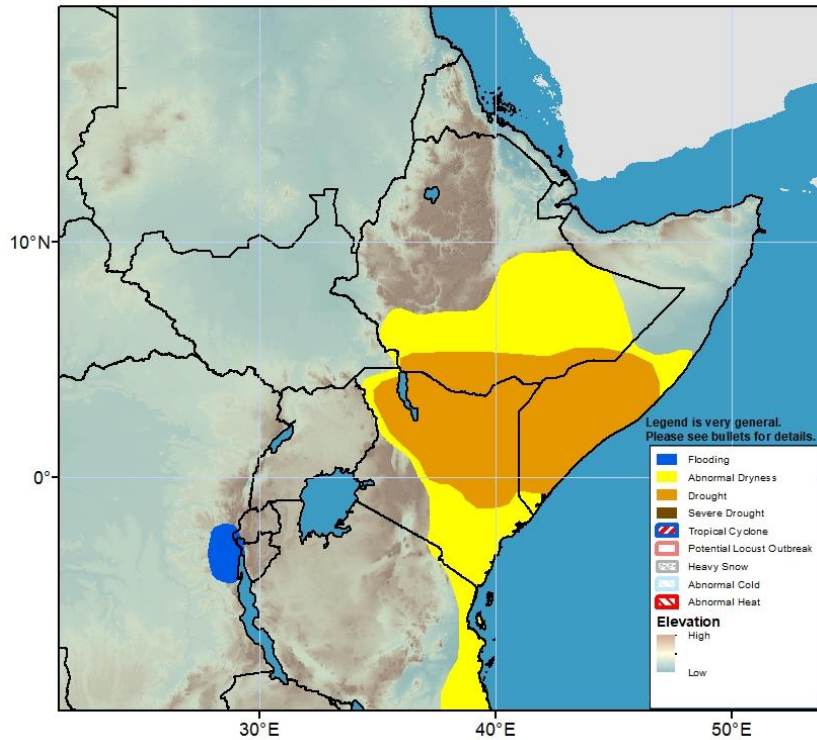 10°N
0°
30°E
40°E
50°E
Legend is very general.
Please see bullets for details.
Flooding
Abnormal Dryness
Drought
Severe Drought
Tropical Cyclone
Potential Locust Outbreak
Heavy Snow
Abnormal Cold
Abnormal Heat
Elevation
High
Low